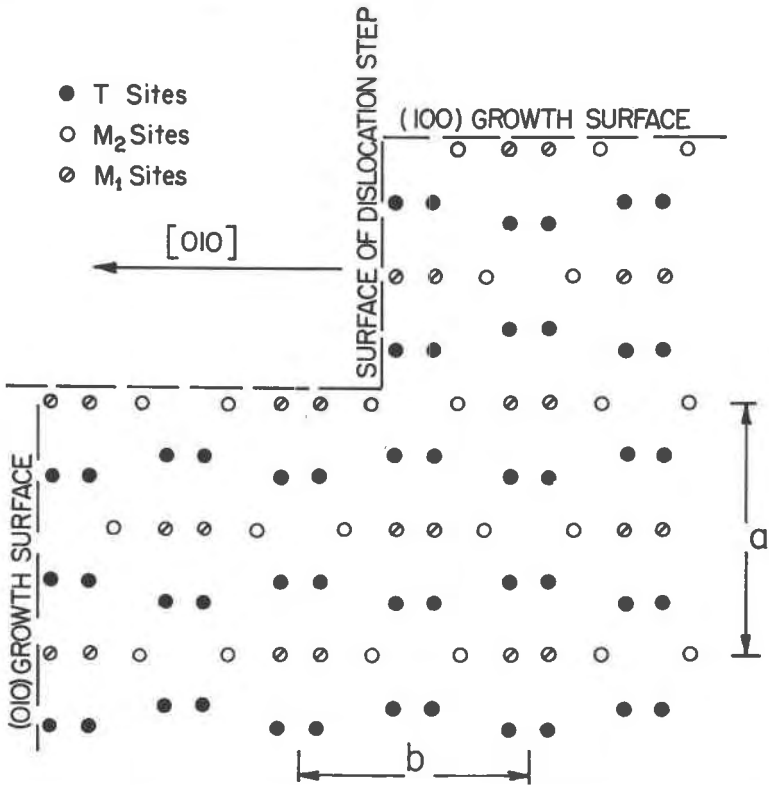 T Sites
M₂ Sites
M₁ Sites
[010]
SURFACE OF DISLOCATION STEP
(100) GROWTH SURFACE
(010) GROWTH SURFACE
a
b